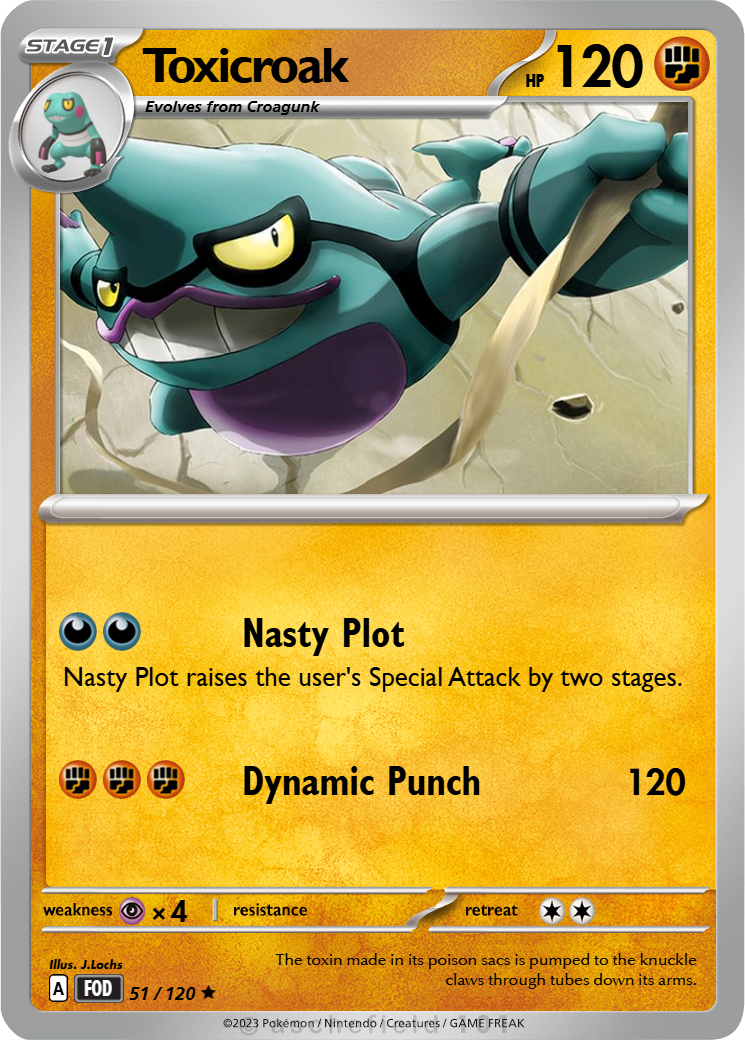 STAGE1
Toxicroak
HP 120
Evolves from Croagunk
Nasty Plot
Nasty Plot raises the user's Special Attack by two stages.
Dynamic Punch 120
weakness ×4 resistance retreat
Illus. J.Lochs
The toxin made in its poison sacs is pumped to the knuckle
claws through tubes down its arms.
A FOD 51 / 120 ★
©2023 Pokémon / Nintendo / Creatures / GAME FREAK